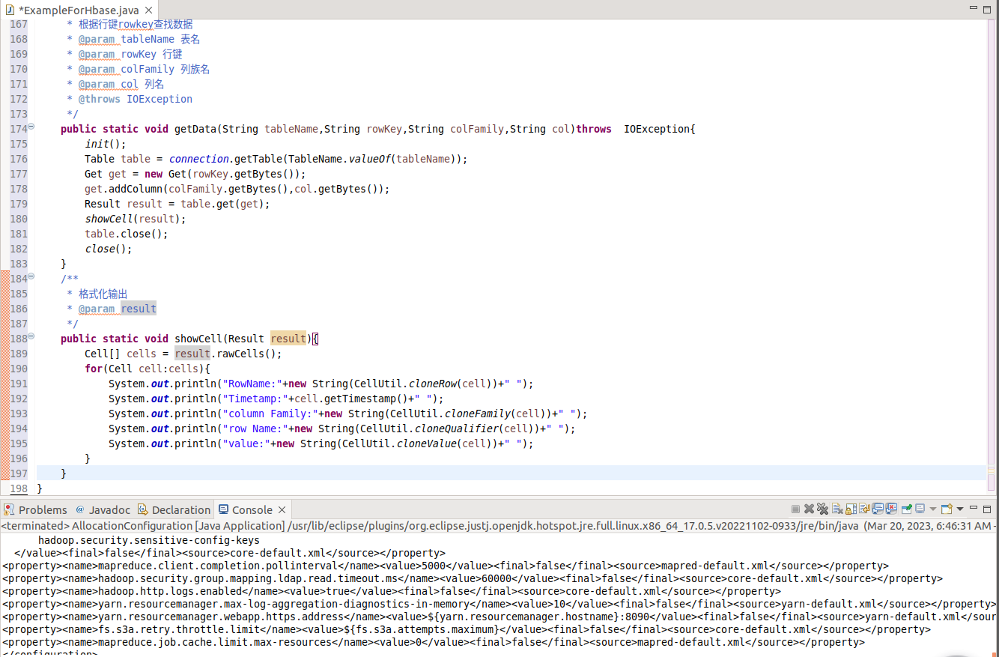 *ExampleForHbase.java
167 * 根据行键rowkey查找数据
168 * @param tableName 表名
169 * @param rowKey 行键
170 * @param colFamily 列族名
171 * @param col 列名
172 * @throws IOException
173 */
174 public static void getData(String tableName,String rowKey,String colFamily,String col)throws  IOException{
175 init();
176 Table table = connection.getTable(TableName.valueOf(tableName));
177 Get get = new Get(rowKey.getBytes());
178 get.addColumn(colFamily.getBytes(),col.getBytes());
179 Result result = table.get(get);
180 showCell(result);
181 table.close();
182 close();
183 }
184 /**
185 * 格式化输出
186 * @param result
187 */
188 public static void showCell(Result result){
189 Cell[] cells = result.rawCells();
190 for(Cell cell:cells){
191 System.out.println("RowName:"+new String(CellUtil.cloneRow(cell))+" ");
192 System.out.println("Timetamp:"+cell.getTimestamp()+" ");
193 System.out.println("column Family:"+new String(CellUtil.cloneFamily(cell))+" ");
194 System.out.println("row Name:"+new String(CellUtil.cloneQualifier(cell))+" ");
195 System.out.println("value:"+new String(CellUtil.cloneValue(cell))+" ");
196 }
197 }
198 }
Problems @ Javadoc Declaration Console
<terminated> AllocationConfiguration [Java Application] /usr/lib/eclipse/plugins/org.eclipse.justj.openjdk.hotspot.jre.full.linux.x86_64_17.0.5.v20221102-0933/jre/bin/java (Mar 20, 2023, 6:46:31 AM –
hadoop.security.sensitive-config-keys
</value><final>false</final><source>core-default.xml</source></property>
<property><name>mapreduce.client.completion.pollinterval</name><value>5000</value><final>false</final><source>mapred-default.xml</source></property>
<property><name>hadoop.security.group.mapping.ldap.read.timeout.ms</name><value>60000</value><final>false</final><source>core-default.xml</source></property>
<property><name>hadoop.http.logs.enabled</name><value>true</value><final>false</final><source>core-default.xml</source></property>
<property><name>yarn.resourcemanager.max-log-aggregation-diagnostics-in-memory</name><value>10</value><final>false</final><source>yarn-default.xml</source></property>
<property><name>yarn.resourcemanager.webapp.https.address</name><value>${yarn.resourcemanager.hostname}:8090</value><final>false</final><source>yarn-default.xml</sour
<property><name>fs.s3a.retry.throttle.limit</name><value>${fs.s3a.attempts.maximum}</value><final>false</final><source>core-default.xml</source></property>
<property><name>mapreduce.job.cache.limit.max-resources</name><value>0</value><final>false</final><source>mapred-default.xml</source></property>
</configuration>